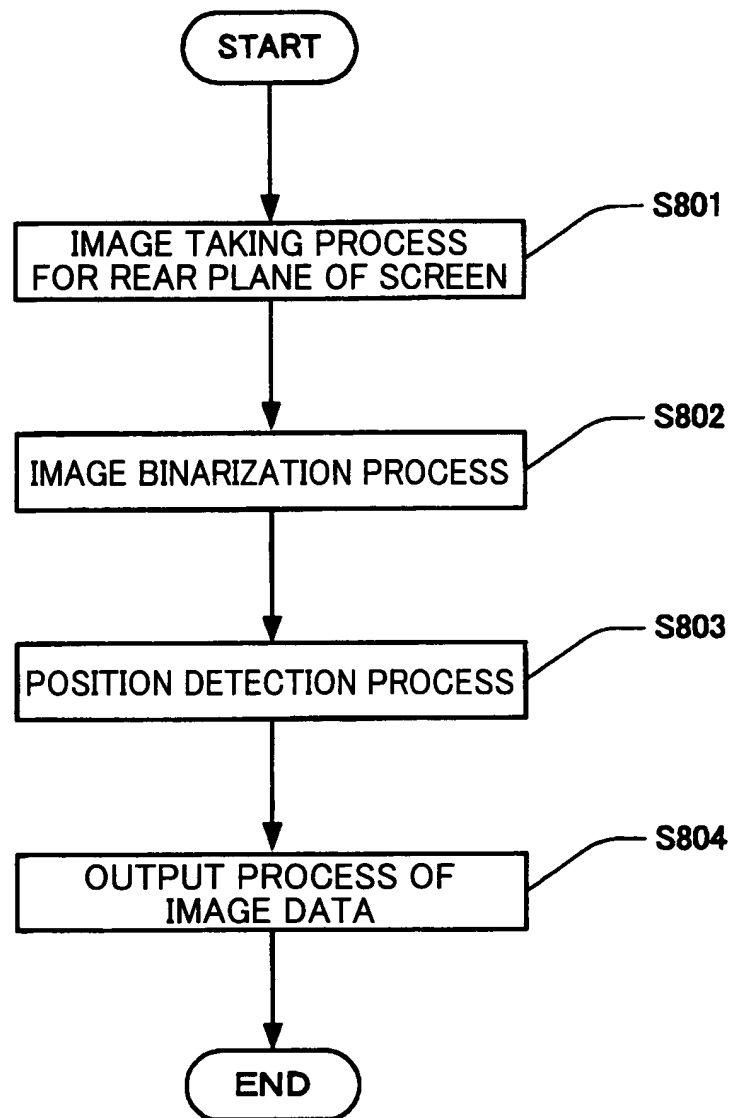 START
S801
IMAGE TAKING PROCESS
FOR REAR PLANE OF SCREEN
S802
IMAGE BINARIZATION PROCESS
S803
POSITION DETECTION PROCESS
S804
OUTPUT PROCESS OF
IMAGE DATA
END